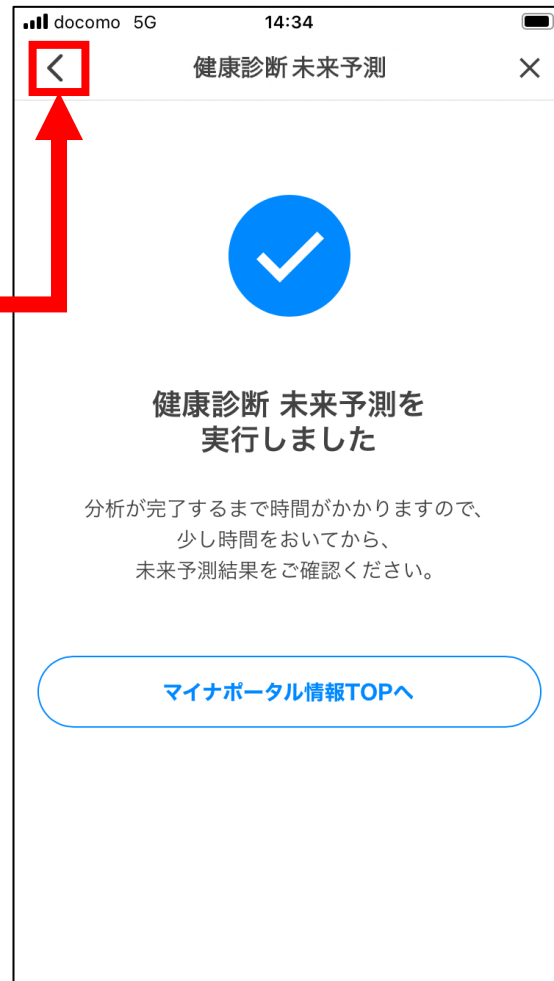 docomo 5G 14:34
健康診断 未来予測
健康診断 未来予測を
実行しました
分析が完了するまで時間がかかりますので、
少し時間をおいてから、
未来予測結果をご確認ください。
マイナポータル情報TOPへ